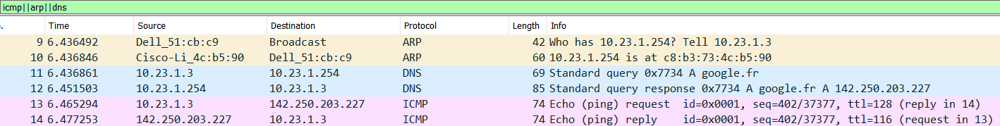 icmp||arp||dns
. Time Source Destination Protocol Length Info
9 6.436492 Dell_51:cb:c9 Broadcast ARP 42 Who has 10.23.1.254? Tell 10.23.1.3
10 6.436846 Cisco-Li_4c:b5:90 Dell_51:cb:c9 ARP 60 10.23.1.254 is at c8:b3:73:4c:b5:90
11 6.436861 10.23.1.3 10.23.1.254 DNS 69 Standard query 0x7734 A google.fr
12 6.451503 10.23.1.254 10.23.1.3 DNS 85 Standard query response 0x7734 A google.fr A 142.250.203.227
13 6.465294 10.23.1.3 142.250.203.227 ICMP 74 Echo (ping) request id=0x0001, seq=402/37377, ttl=128 (reply in 14)
14 6.477253 142.250.203.227 10.23.1.3 ICMP 74 Echo (ping) reply id=0x0001, seq=402/37377, ttl=116 (request in 13)